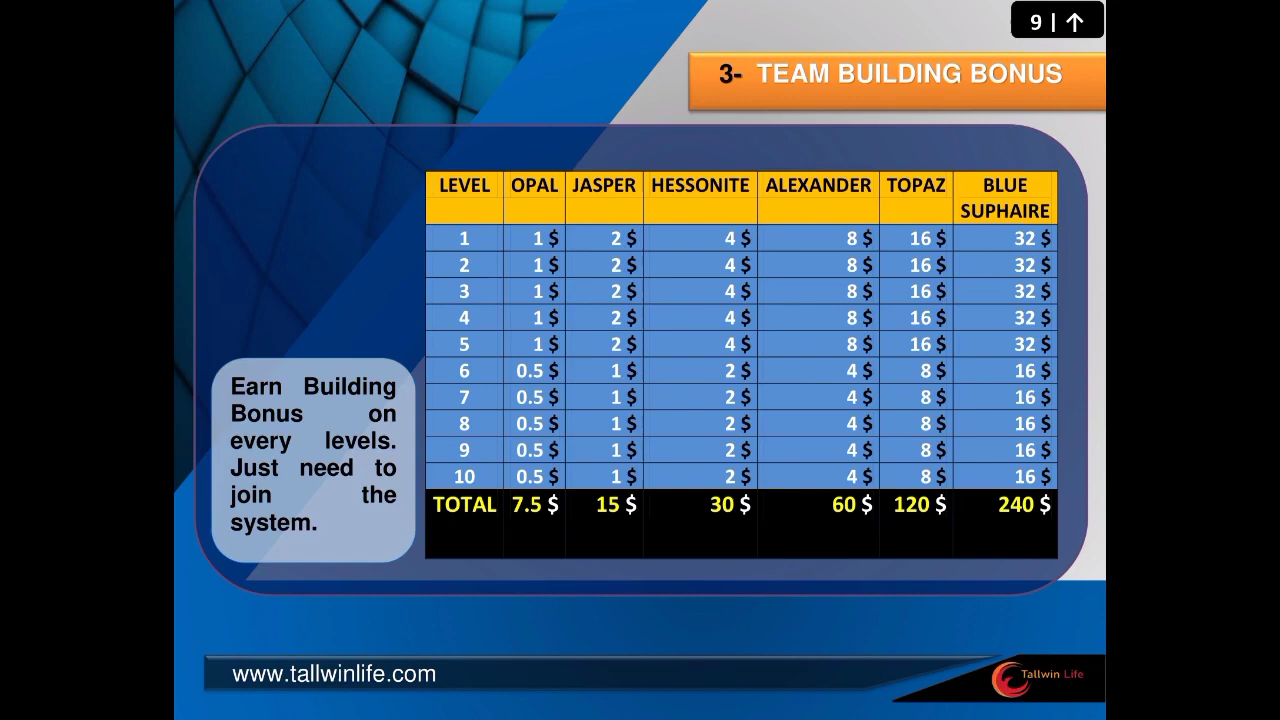 9 | ↑
3- TEAM BUILDING BONUS
LEVEL OPAL JASPER HESSONITE ALEXANDER TOPAZ BLUE
SUPHAIRE
1 1 $ 2 $ 4 $ 8 $ 16 $ 32 $
2 1 $ 2 $ 4 $ 8 $ 16 $ 32 $
3 1 $ 2 $ 4 $ 8 $ 16 $ 32 $
4 1 $ 2 $ 4 $ 8 $ 16 $ 32 $
5 1 $ 2 $ 4 $ 8 $ 16 $ 32 $
6 0.5 $ 1 $ 2 $ 4 $ 8 $ 16 $
7 0.5 $ 1 $ 2 $ 4 $ 8 $ 16 $
8 0.5 $ 1 $ 2 $ 4 $ 8 $ 16 $
9 0.5 $ 1 $ 2 $ 4 $ 8 $ 16 $
10 0.5 $ 1 $ 2 $ 4 $ 8 $ 16 $
TOTAL 7.5 $ 15 $ 30 $ 60 $ 120 $ 240 $
Earn Building
Bonus on
every levels.
Just need to
join the
system.
www.tallwinlife.com
Tallwin Life